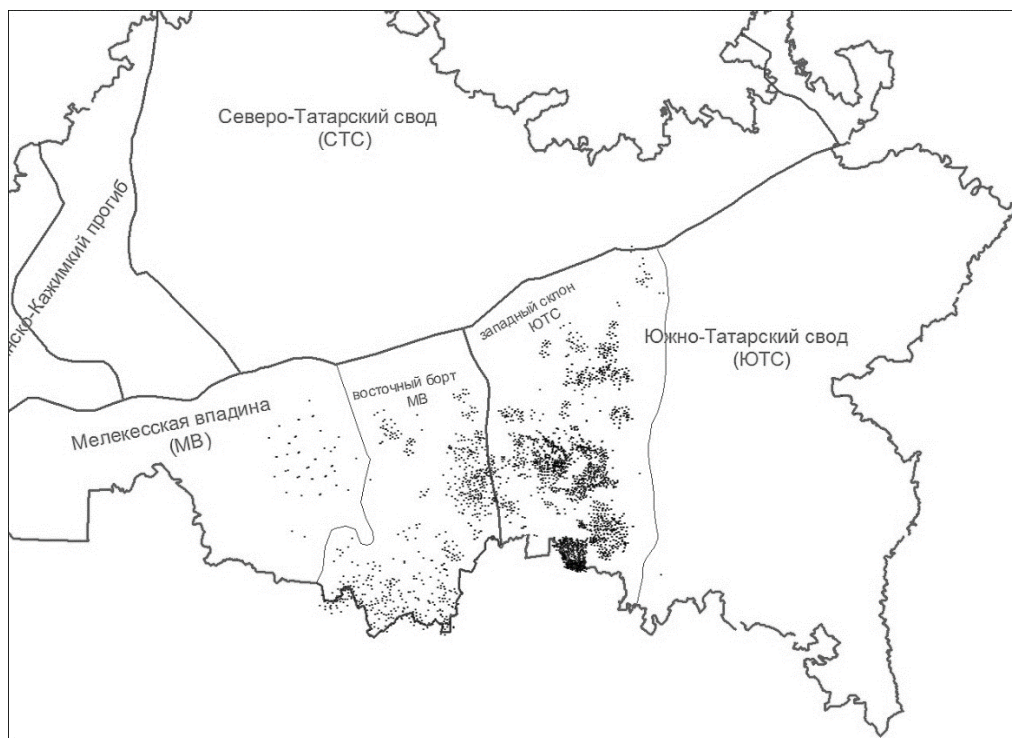 Северо-Татарский свод
(СТС)
нско-Кажимкий прогиб
западный склон
ЮТС
Южно-Татарский свод
(ЮТС)
восточный борт
МВ
Мелекесская впадина
(МВ)